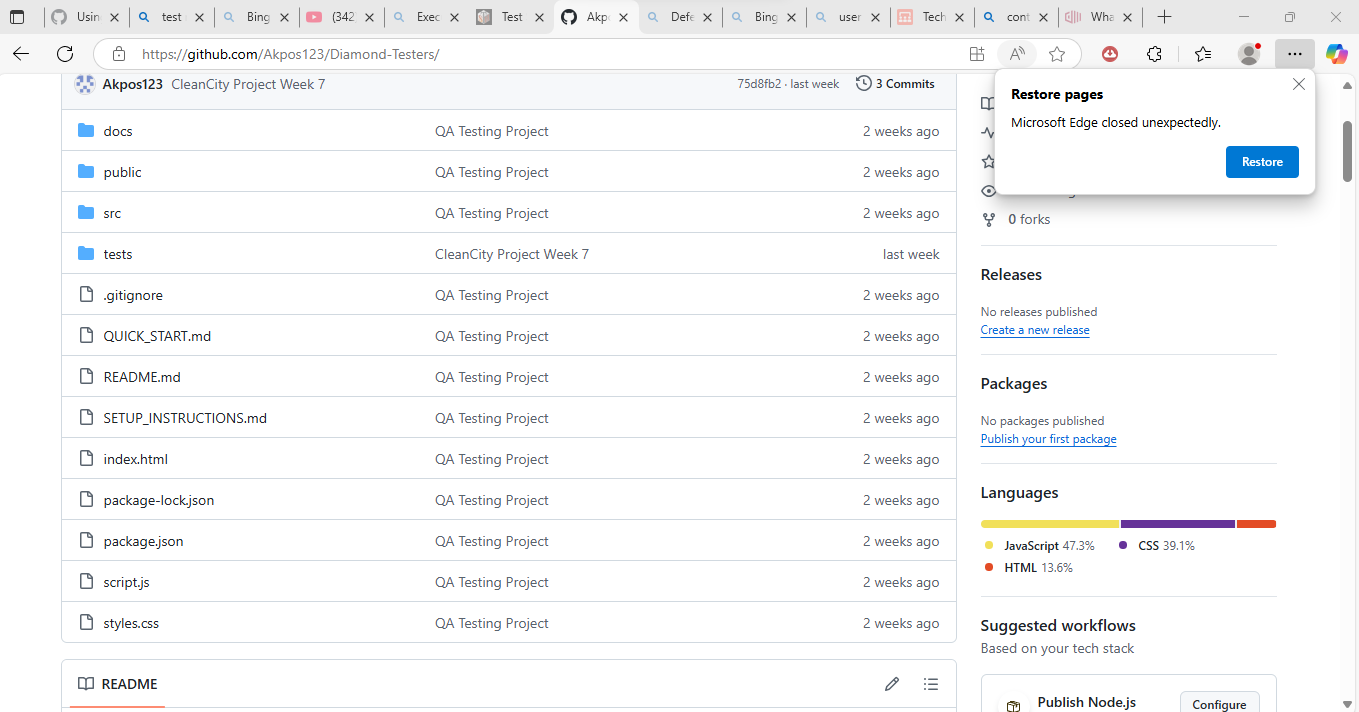 Usin
test
Bing
(342
Exec
Test
Akpo
Defe
Bing
user
Tech
cont
Wha
https://github.com/Akpos123/Diamond-Testers/
Restore pages
Microsoft Edge closed unexpectedly.
Restore
Akpos123 CleanCity Project Week 7 75d8fb2 · last week 3 Commits
docs QA Testing Project 2 weeks ago
public QA Testing Project 2 weeks ago
src QA Testing Project 2 weeks ago
tests CleanCity Project Week 7 last week
.gitignore QA Testing Project 2 weeks ago
QUICK_START.md QA Testing Project 2 weeks ago
README.md QA Testing Project 2 weeks ago
SETUP_INSTRUCTIONS.md QA Testing Project 2 weeks ago
index.html QA Testing Project 2 weeks ago
package-lock.json QA Testing Project 2 weeks ago
package.json QA Testing Project 2 weeks ago
script.js QA Testing Project 2 weeks ago
styles.css QA Testing Project 2 weeks ago
README
0 forks
Releases
No releases published
Create a new release
Packages
No packages published
Publish your first package
Languages
JavaScript 47.3% CSS 39.1%
HTML 13.6%
Suggested workflows
Based on your tech stack
Publish Node.js
Configure